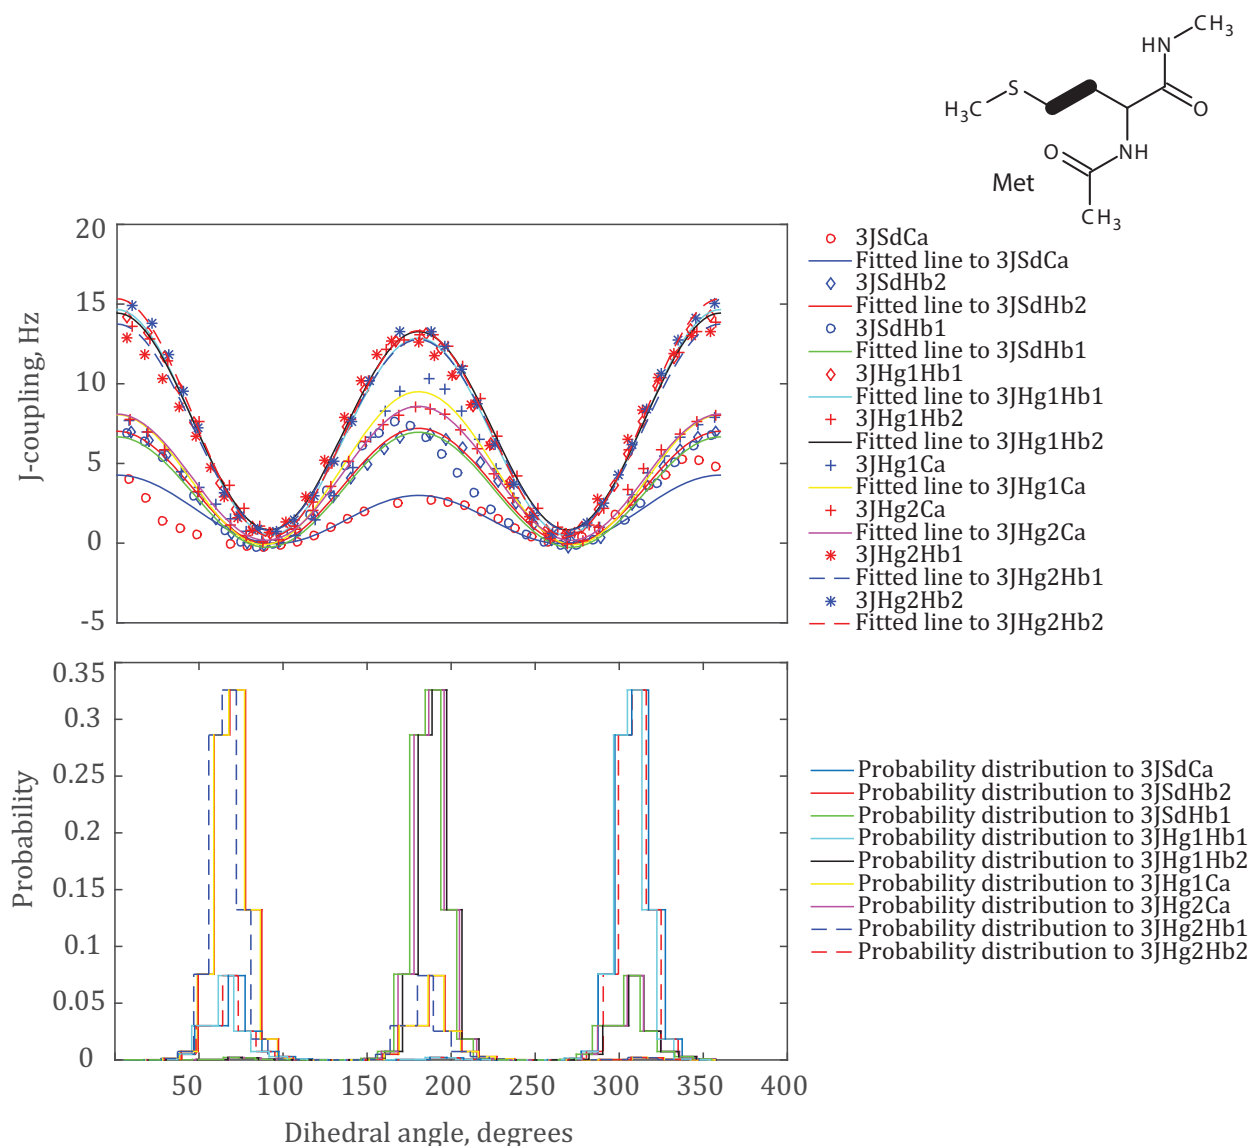 CH3
HN
S
H3C
O
O
NH
Met
CH3
20
15
10
5
0
-5
J-coupling, Hz
3JSdCa
Fitted line to 3JSdCa
3JSdHb2
Fitted line to 3JSdHb2
3JSdHb1
Fitted line to 3JSdHb1
3JHg1Hb1
Fitted line to 3JHg1Hb1
3JHg1Hb2
Fitted line to 3JHg1Hb2
3JHg1Ca
Fitted line to 3JHg1Ca
3JHg2Ca
Fitted line to 3JHg2Ca
3JHg2Hb1
Fitted line to 3JHg2Hb1
3JHg2Hb2
Fitted line to 3JHg2Hb2
0.35
0.3
0.25
0.2
0.15
0.1
0.05
0
Probability
50 100 150 200 250 300 350 400
Dihedral angle, degrees
Probability distribution to 3JSdCa
Probability distribution to 3JSdHb2
Probability distribution to 3JSdHb1
Probability distribution to 3JHg1Hb1
Probability distribution to 3JHg1Hb2
Probability distribution to 3JHg1Ca
Probability distribution to 3JHg2Ca
Probability distribution to 3JHg2Hb1
Probability distribution to 3JHg2Hb2